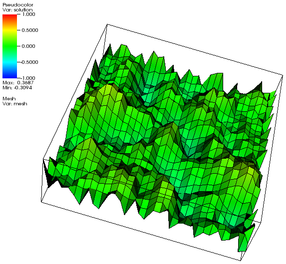 Pseudocolor
Var: solution
1.000
0.5000
0.000
-0.5000
-1.000
Max: 0.3687
Min: -0.3094
Mesh
Var: mesh